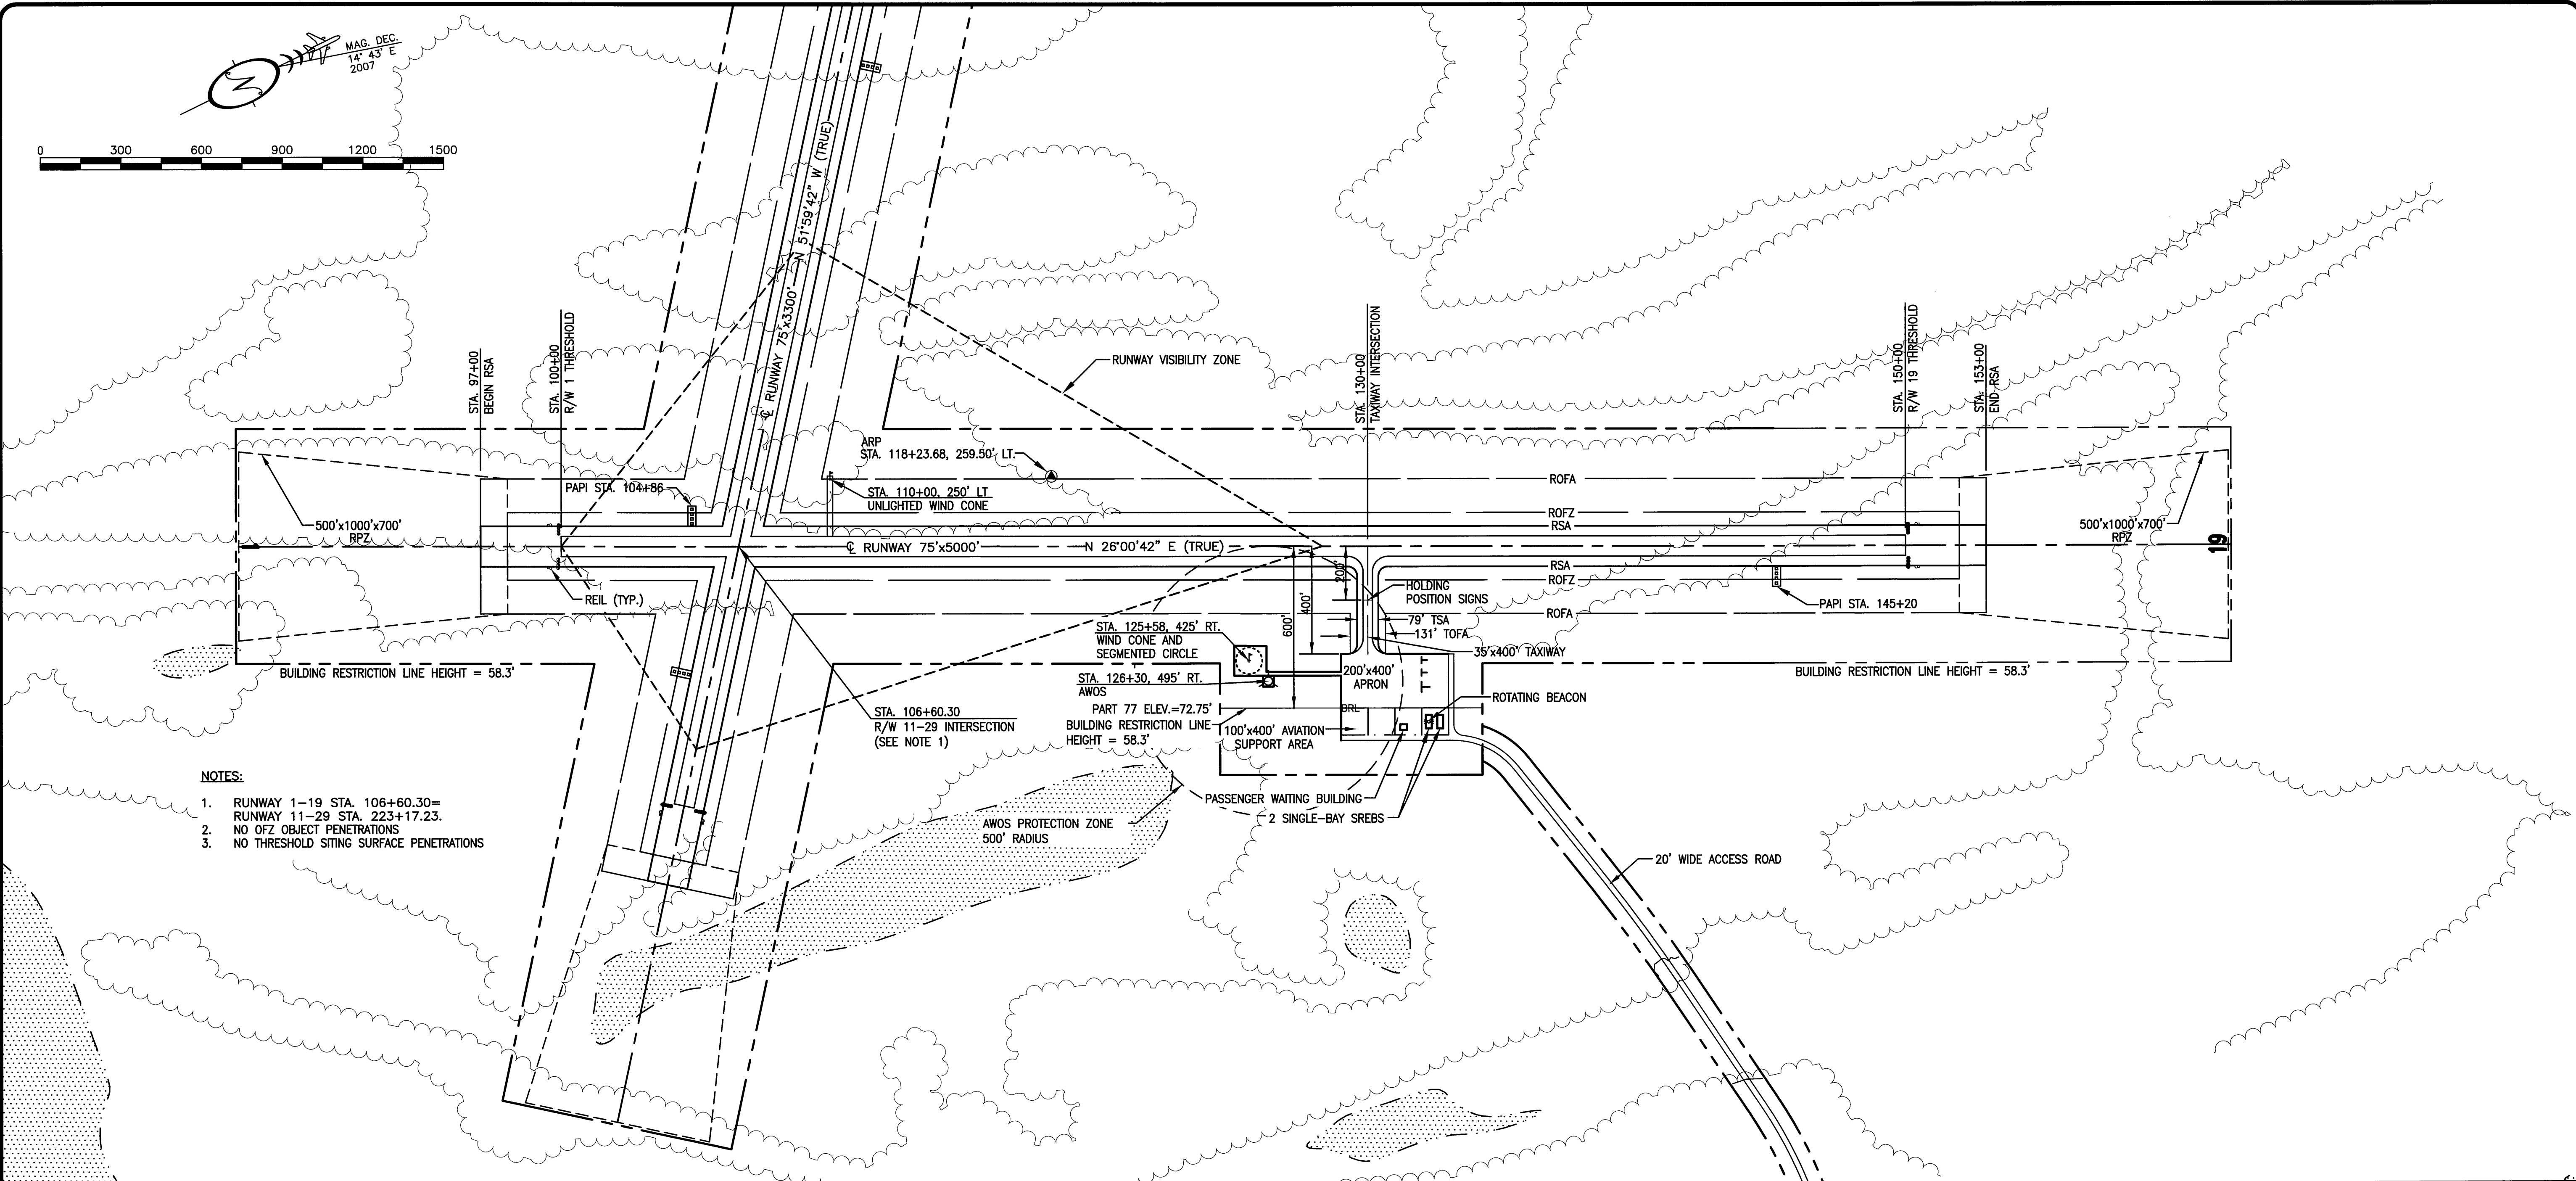 MAG. DEC.
14° 43' E
2007
N
0 300 600 900 1200 1500
N 51°59'42" W (TRUE)
℄ RUNWAY 75'x3300'
RUNWAY VISIBILITY ZONE
STA. 97+00
BEGIN RSA
STA. 100+00
R/W 1 THRESHOLD
STA. 130+00
TAXIWAY INTERSECTION
STA. 150+00
R/W 19 THRESHOLD
STA. 153+00
END RSA
ARP
STA. 118+23.68, 259.50' LT.
PAPI STA. 104+86
STA. 110+00, 250' LT
UNLIGHTED WIND CONE
ROFA
ROFZ
RSA
500'x1000'x700'
RPZ
500'x1000'x700'
RPZ
19
℄ RUNWAY 75'x5000'
N 26°00'42" E (TRUE)
RSA
ROFZ
ROFA
REIL (TYP.)
200'
400'
600'
HOLDING
POSITION SIGNS
PAPI STA. 145+20
79' TSA
131' TOFA
35'x400' TAXIWAY
STA. 125+58, 425' RT.
WIND CONE AND
SEGMENTED CIRCLE
BUILDING RESTRICTION LINE HEIGHT = 58.3'
BUILDING RESTRICTION LINE HEIGHT = 58.3'
200'x400'
APRON
STA. 126+30, 495' RT.
AWOS
ROTATING BEACON
PART 77 ELEV.=72.75'
BRL
BUILDING RESTRICTION LINE
HEIGHT = 58.3'
100'x400' AVIATION
SUPPORT AREA
STA. 106+60.30
R/W 11-29 INTERSECTION
(SEE NOTE 1)
PASSENGER WAITING BUILDING
2 SINGLE-BAY SREBS
AWOS PROTECTION ZONE
500' RADIUS
20' WIDE ACCESS ROAD
NOTES:
1. RUNWAY 1-19 STA. 106+60.30=
RUNWAY 11-29 STA. 223+17.23.
2. NO OFZ OBJECT PENETRATIONS
3. NO THRESHOLD SITING SURFACE PENETRATIONS